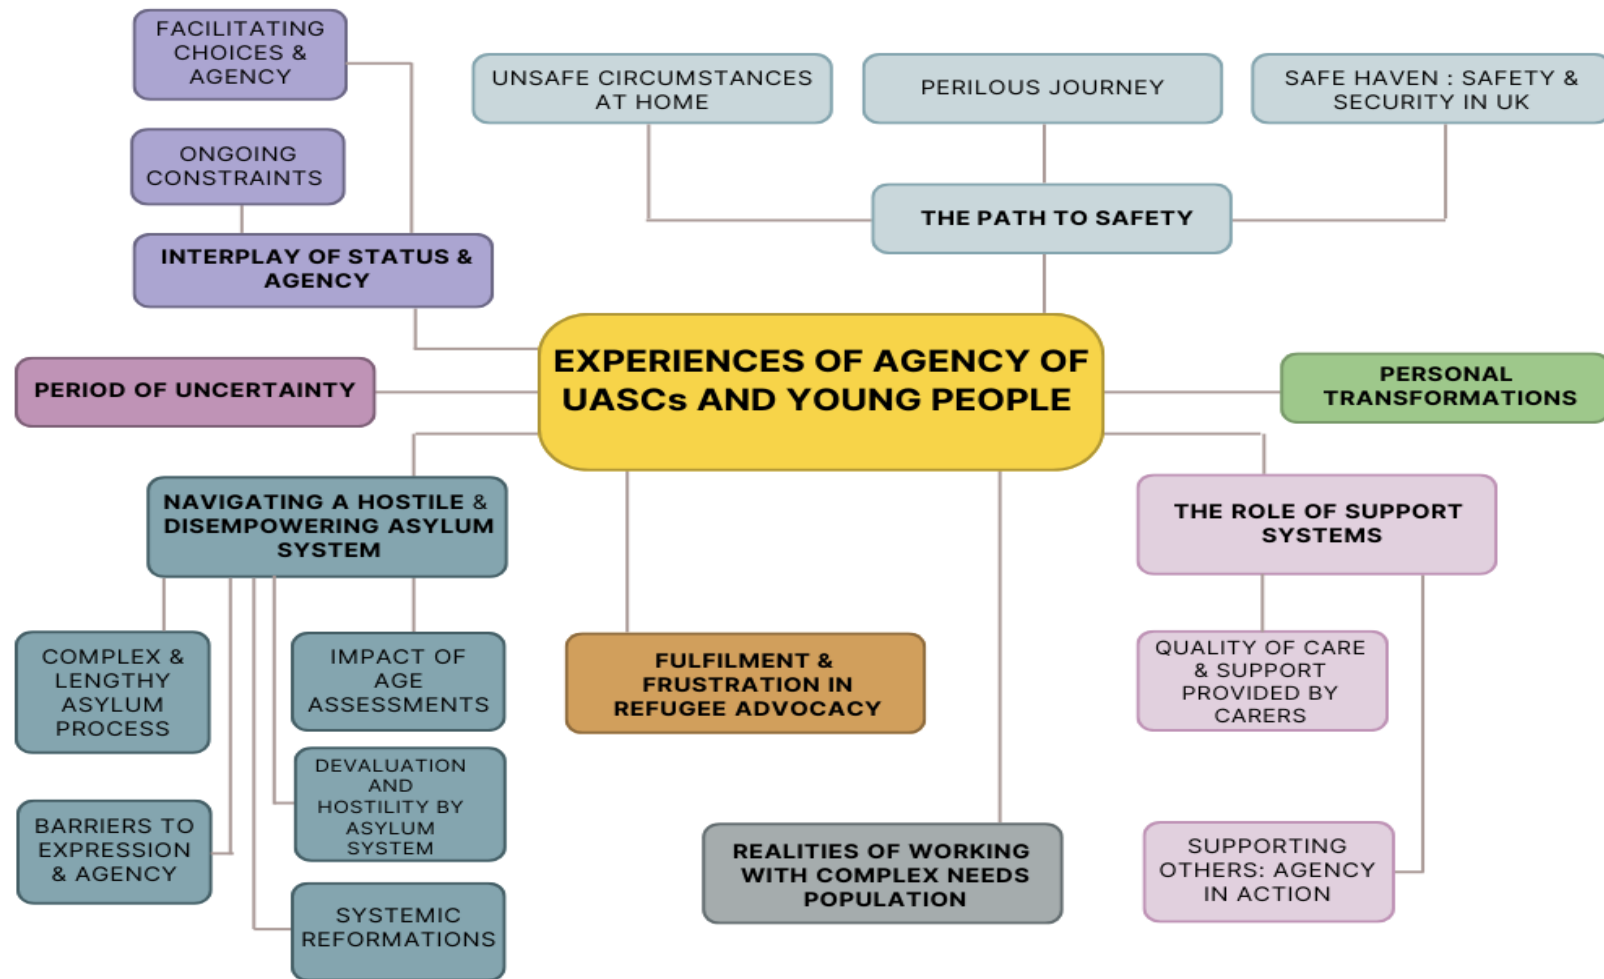 FACILITATING
CHOICES &
AGENCY
UNSAFE CIRCUMSTANCES
AT HOME
PERILOUS JOURNEY
SAFE HAVEN : SAFETY &
SECURITY IN UK
ONGOING
CONSTRAINTS
THE PATH TO SAFETY
INTERPLAY OF STATUS &
AGENCY
EXPERIENCES OF AGENCY OF
UASCs AND YOUNG PEOPLE
PERIOD OF UNCERTAINTY
PERSONAL
TRANSFORMATIONS
NAVIGATING A HOSTILE &
DISEMPOWERING ASYLUM
SYSTEM
THE ROLE OF SUPPORT
SYSTEMS
COMPLEX &
LENGTHY
ASYLUM
PROCESS
IMPACT OF
AGE
ASSESSMENTS
FULFILMENT &
FRUSTRATION IN
REFUGEE ADVOCACY
QUALITY OF CARE
& SUPPORT
PROVIDED BY
CARERS
DEVALUATION
AND
HOSTILITY BY
ASYLUM
SYSTEM
BARRIERS TO
EXPRESSION
& AGENCY
REALITIES OF WORKING
WITH COMPLEX NEEDS
POPULATION
SUPPORTING
OTHERS: AGENCY
IN ACTION
SYSTEMIC
REFORMATIONS